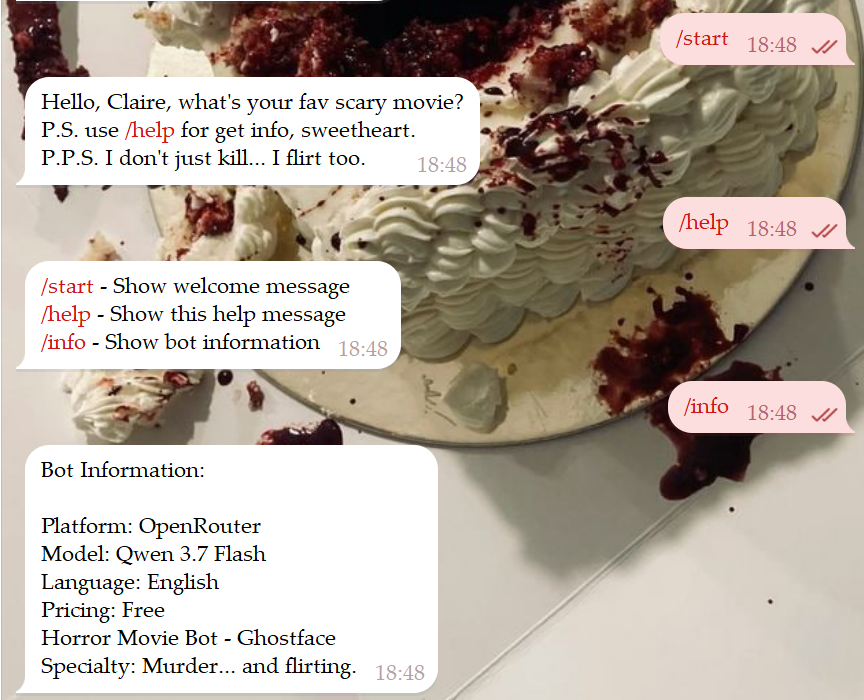 /start 18:48
Hello, Claire, what's your fav scary movie?
P.S. use /help for get info, sweetheart.
P.P.S. I don't just kill... I flirt too. 18:48
/help 18:48
/start - Show welcome message
/help - Show this help message
/info - Show bot information 18:48
/info 18:48
Bot Information:
Platform: OpenRouter
Model: Qwen 3.7 Flash
Language: English
Pricing: Free
Horror Movie Bot - Ghostface
Specialty: Murder... and flirting. 18:48